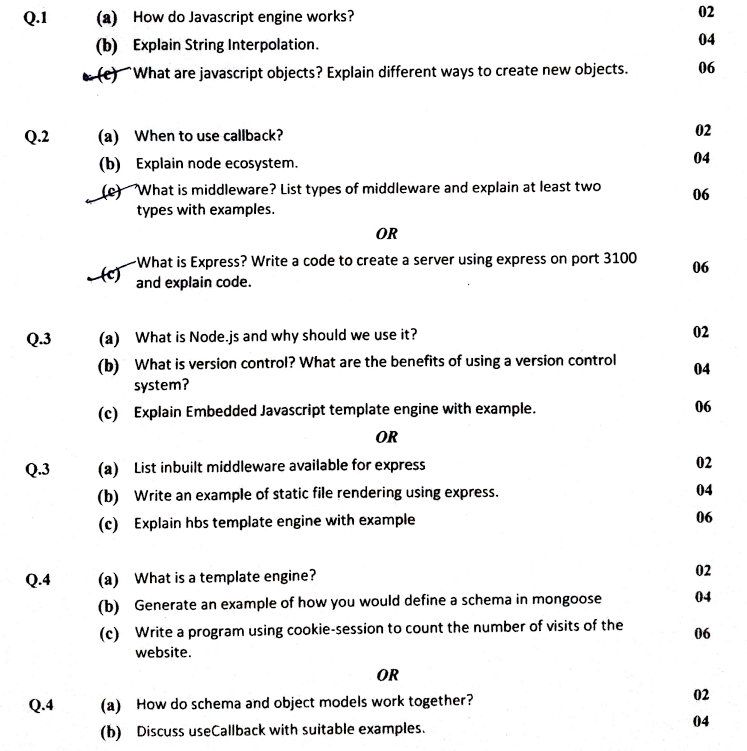 Q.1 (a) How do Javascript engine works? 02
(b) Explain String Interpolation. 04
(c) What are javascript objects? Explain different ways to create new objects. 06
Q.2 (a) When to use callback? 02
(b) Explain node ecosystem. 04
(c) What is middleware? List types of middleware and explain at least two 06
types with examples.
OR
(c) What is Express? Write a code to create a server using express on port 3100 06
and explain code.
Q.3 (a) What is Node.js and why should we use it? 02
(b) What is version control? What are the benefits of using a version control 04
system?
(c) Explain Embedded Javascript template engine with example. 06
OR
Q.3 (a) List inbuilt middleware available for express 02
(b) Write an example of static file rendering using express. 04
(c) Explain hbs template engine with example 06
Q.4 (a) What is a template engine? 02
(b) Generate an example of how you would define a schema in mongoose 04
(c) Write a program using cookie-session to count the number of visits of the 06
website.
OR
Q.4 (a) How do schema and object models work together? 02
(b) Discuss useCallback with suitable examples. 04